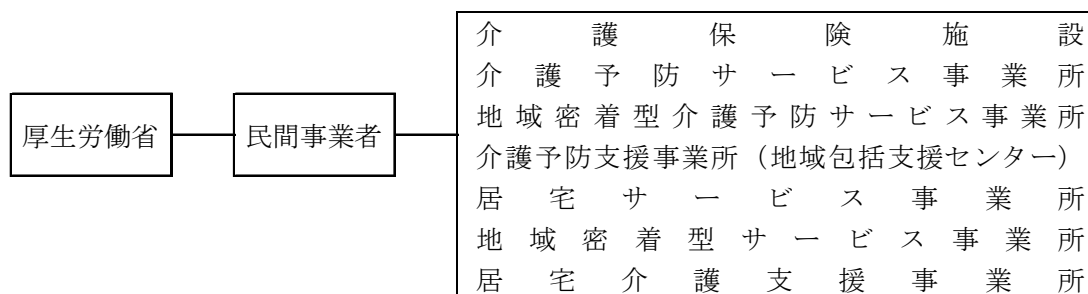 厚生労働省
民間事業者
介護保険施設
介護予防サービス事業所
地域密着型介護予防サービス事業所
介護予防支援事業所（地域包括支援センター）
居宅サービス事業所
地域密着型サービス事業所
居宅介護支援事業所